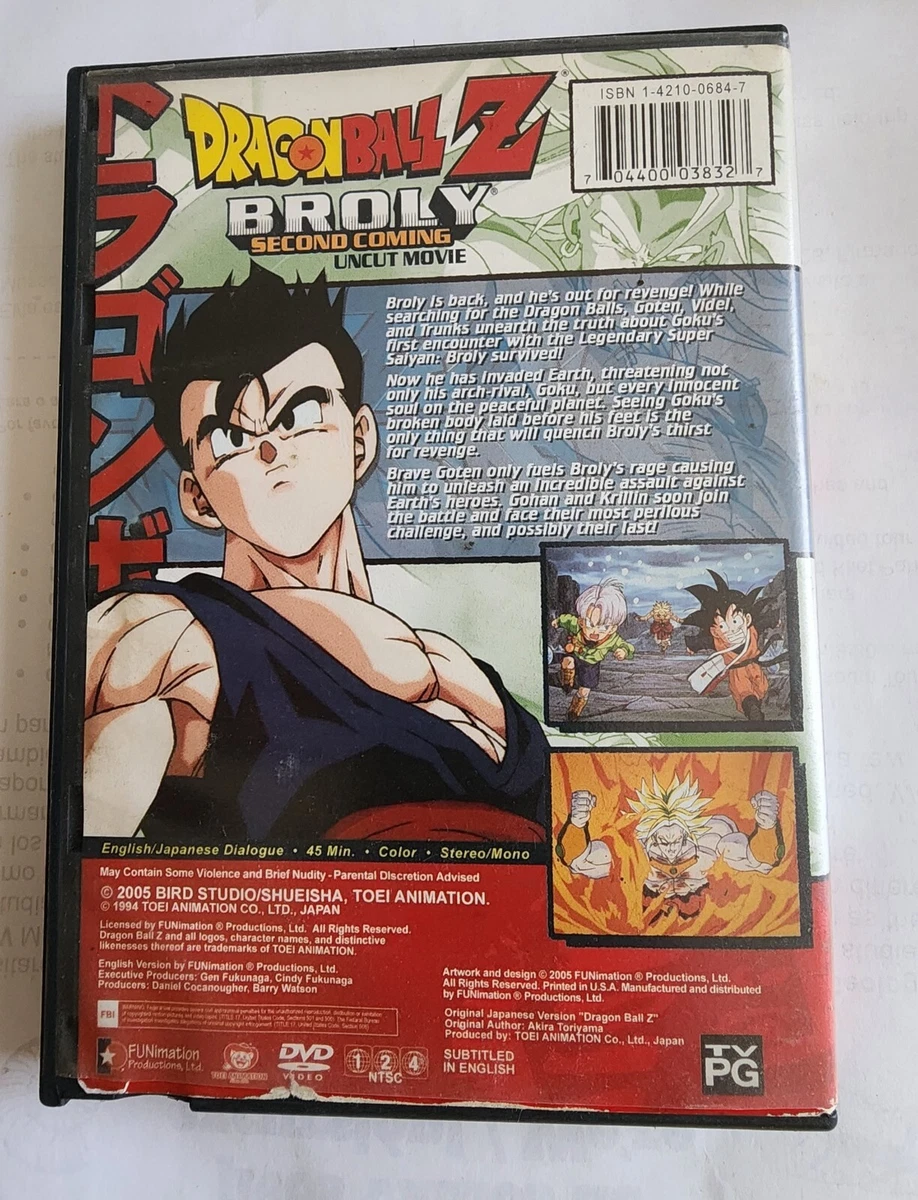 ドラゴンボ
DRAGON BALL Z®
ISBN 1-4210-0684-7
7 04400 03832 7
BROLY®
SECOND COMING
UNCUT MOVIE
Broly is back, and he's out for revenge! While
searching for the Dragon Balls, Goten, Videl,
and Trunks unearth the truth about Goku's
first encounter with the Legendary Super
Saiyan: Broly survived!
Now he has invaded Earth, threatening not
only his arch-rival, Goku, but every innocent
soul on the peaceful planet. Seeing Goku's
broken body laid before his feet is the
only thing that will quench Broly's thirst
for revenge.
Brave Goten only fuels Broly's rage causing
him to unleash an incredible assault against
Earth's heroes. Gohan and Krillin soon join
the battle and face their most perilous
challenge, and possibly their last!
English/Japanese Dialogue • 45 Min. • Color • Stereo/Mono
May Contain Some Violence and Brief Nudity - Parental Discretion Advised
© 2005 BIRD STUDIO/SHUEISHA, TOEI ANIMATION.
© 1994 TOEI ANIMATION CO., LTD., JAPAN
Licensed by FUNimation ® Productions, Ltd. All Rights Reserved.
Dragon Ball Z and all logos, character names, and distinctive
likenesses thereof are trademarks of TOEI ANIMATION.
English Version by FUNimation ® Productions, Ltd.
Executive Producers: Gen Fukunaga, Cindy Fukunaga
Producers: Daniel Cocanougher, Barry Watson
Artwork and design © 2005 FUNimation ® Productions, Ltd.
All Rights Reserved. Printed in U.S.A. Manufactured and distributed
by FUNimation ® Productions, Ltd.
Original Japanese Version "Dragon Ball Z"
Original Author: Akira Toriyama
Produced by: TOEI ANIMATION Co., Ltd., Japan
FBI
FUNimation
Productions, Ltd.
TOEI ANIMATION
DVD
VIDEO
1 2 4
NTSC
SUBTITLED
IN ENGLISH
TV
PG